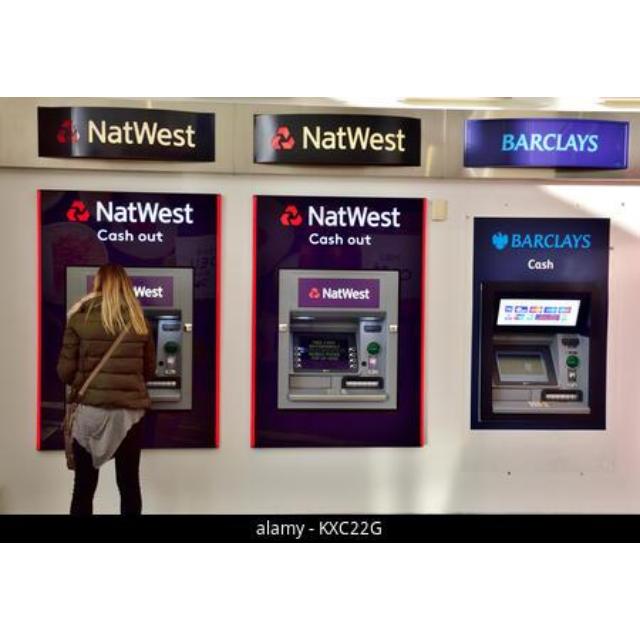 NatWest
NatWest
BARCLAYS
NatWest
Cash out
NatWest
Cash out
BARCLAYS
Cash
West
NatWest
alamy - KXC22G